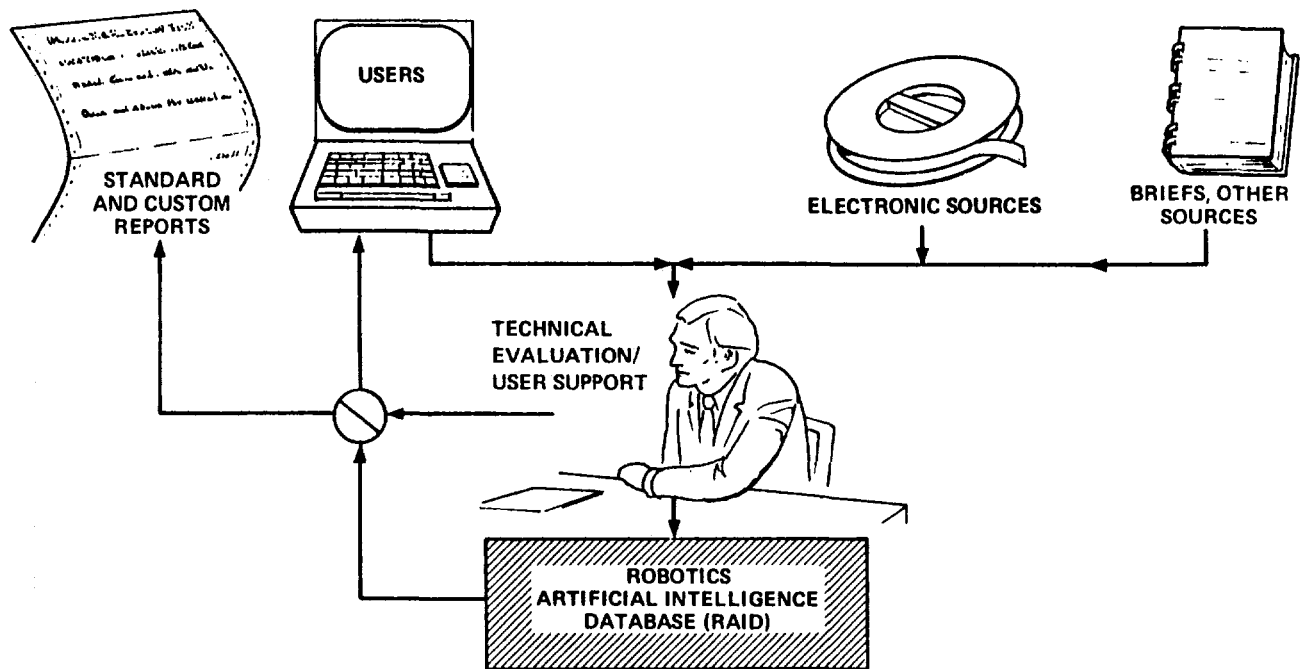 USERS
STANDARD
AND CUSTOM
REPORTS
ELECTRONIC SOURCES
BRIEFS, OTHER
SOURCES
TECHNICAL
EVALUATION/
USER SUPPORT
ROBOTICS
ARTIFICIAL INTELLIGENCE
DATABASE (RAID)